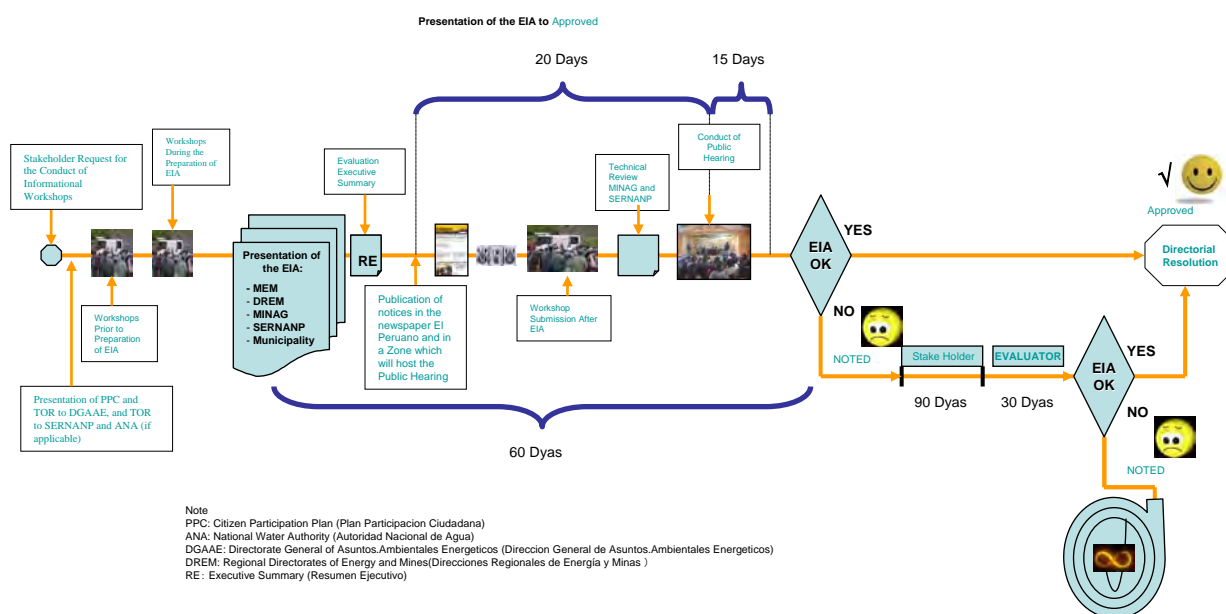 Presentation of the EIA to Approved
20 Days
15 Days
Stakeholder Request for
the Conduct of
Informational
Workshops
Workshops
During the
Preparation of
EIA
Evaluation
Executive
Summary
Technical
Review
MINAG and
SERNANP
Conduct of
Public
Hearing
√
Approved
Presentation of
the EIA:
- MEM
- DREM
- MINAG
- SERNANP
- Municipality
RE
EIA
OK
YES
Directorial
Resolution
Workshops
Prior to
Preparation
of EIA
Publication of
notices in the
newspaper El
Peruano and in
a Zone which
will host the
Public Hearing
Workshop
Submission After
EIA
NO
NOTED
Stake Holder
EVALUATOR
90 Dyas
30 Dyas
EIA
OK
YES
NO
NOTED
Presentation of PPC and
TOR to DGAAE, and TOR
to SERNANP and ANA (if
applicable)
60 Dyas
Note
PPC: Citizen Participation Plan (Plan Participacion Ciudadana)
ANA: National Water Authority (Autoridad Nacional de Agua)
DGAAE: Directorate General of Asuntos.Ambientales Energeticos (Direccion General de Asuntos.Ambientales Energeticos)
DREM: Regional Directorates of Energy and Mines(Direcciones Regionales de Energía y Minas )
RE: Executive Summary (Resumen Ejecutivo)